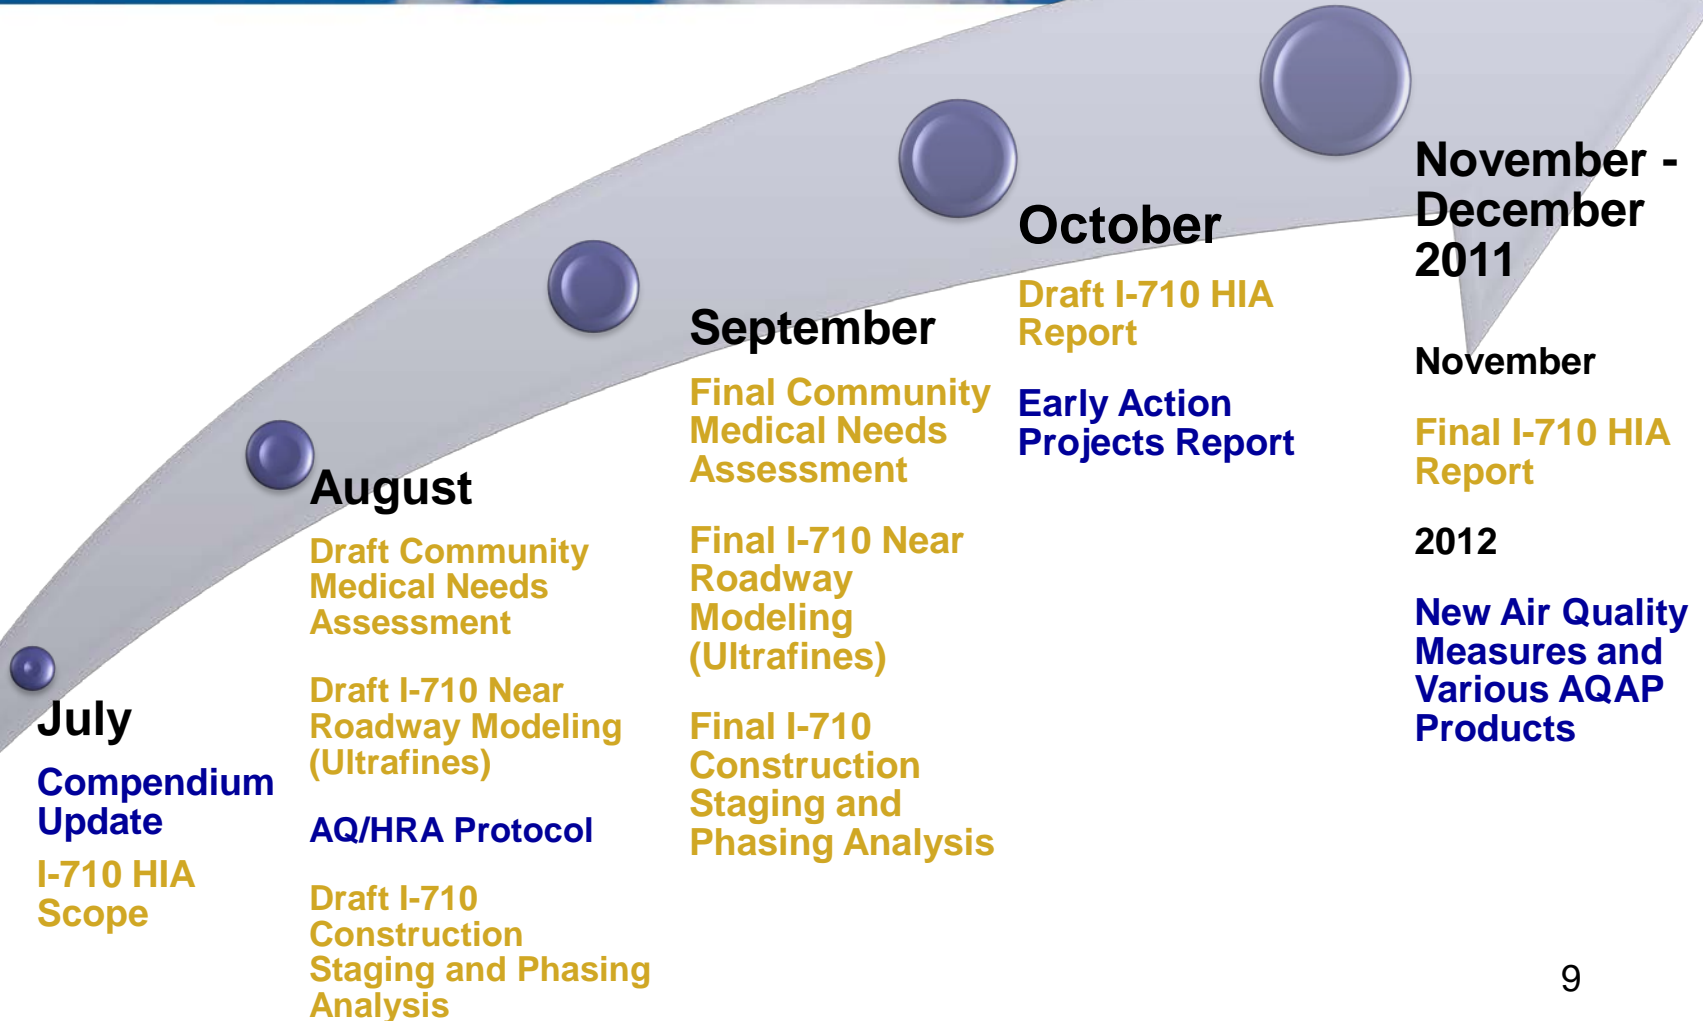 July
Compendium
Update
I-710 HIA
Scope
August
Draft Community
Medical Needs
Assessment
Draft I-710 Near
Roadway Modeling
(Ultrafines)
AQ/HRA Protocol
Draft I-710
Construction
Staging and Phasing
Analysis
September
Final Community
Medical Needs
Assessment
Final I-710 Near
Roadway
Modeling
(Ultrafines)
Final I-710
Construction
Staging and
Phasing Analysis
October
Draft I-710 HIA
Report
Early Action
Projects Report
November -
December
2011
November
Final I-710 HIA
Report
2012
New Air Quality
Measures and
Various AQAP
Products
9